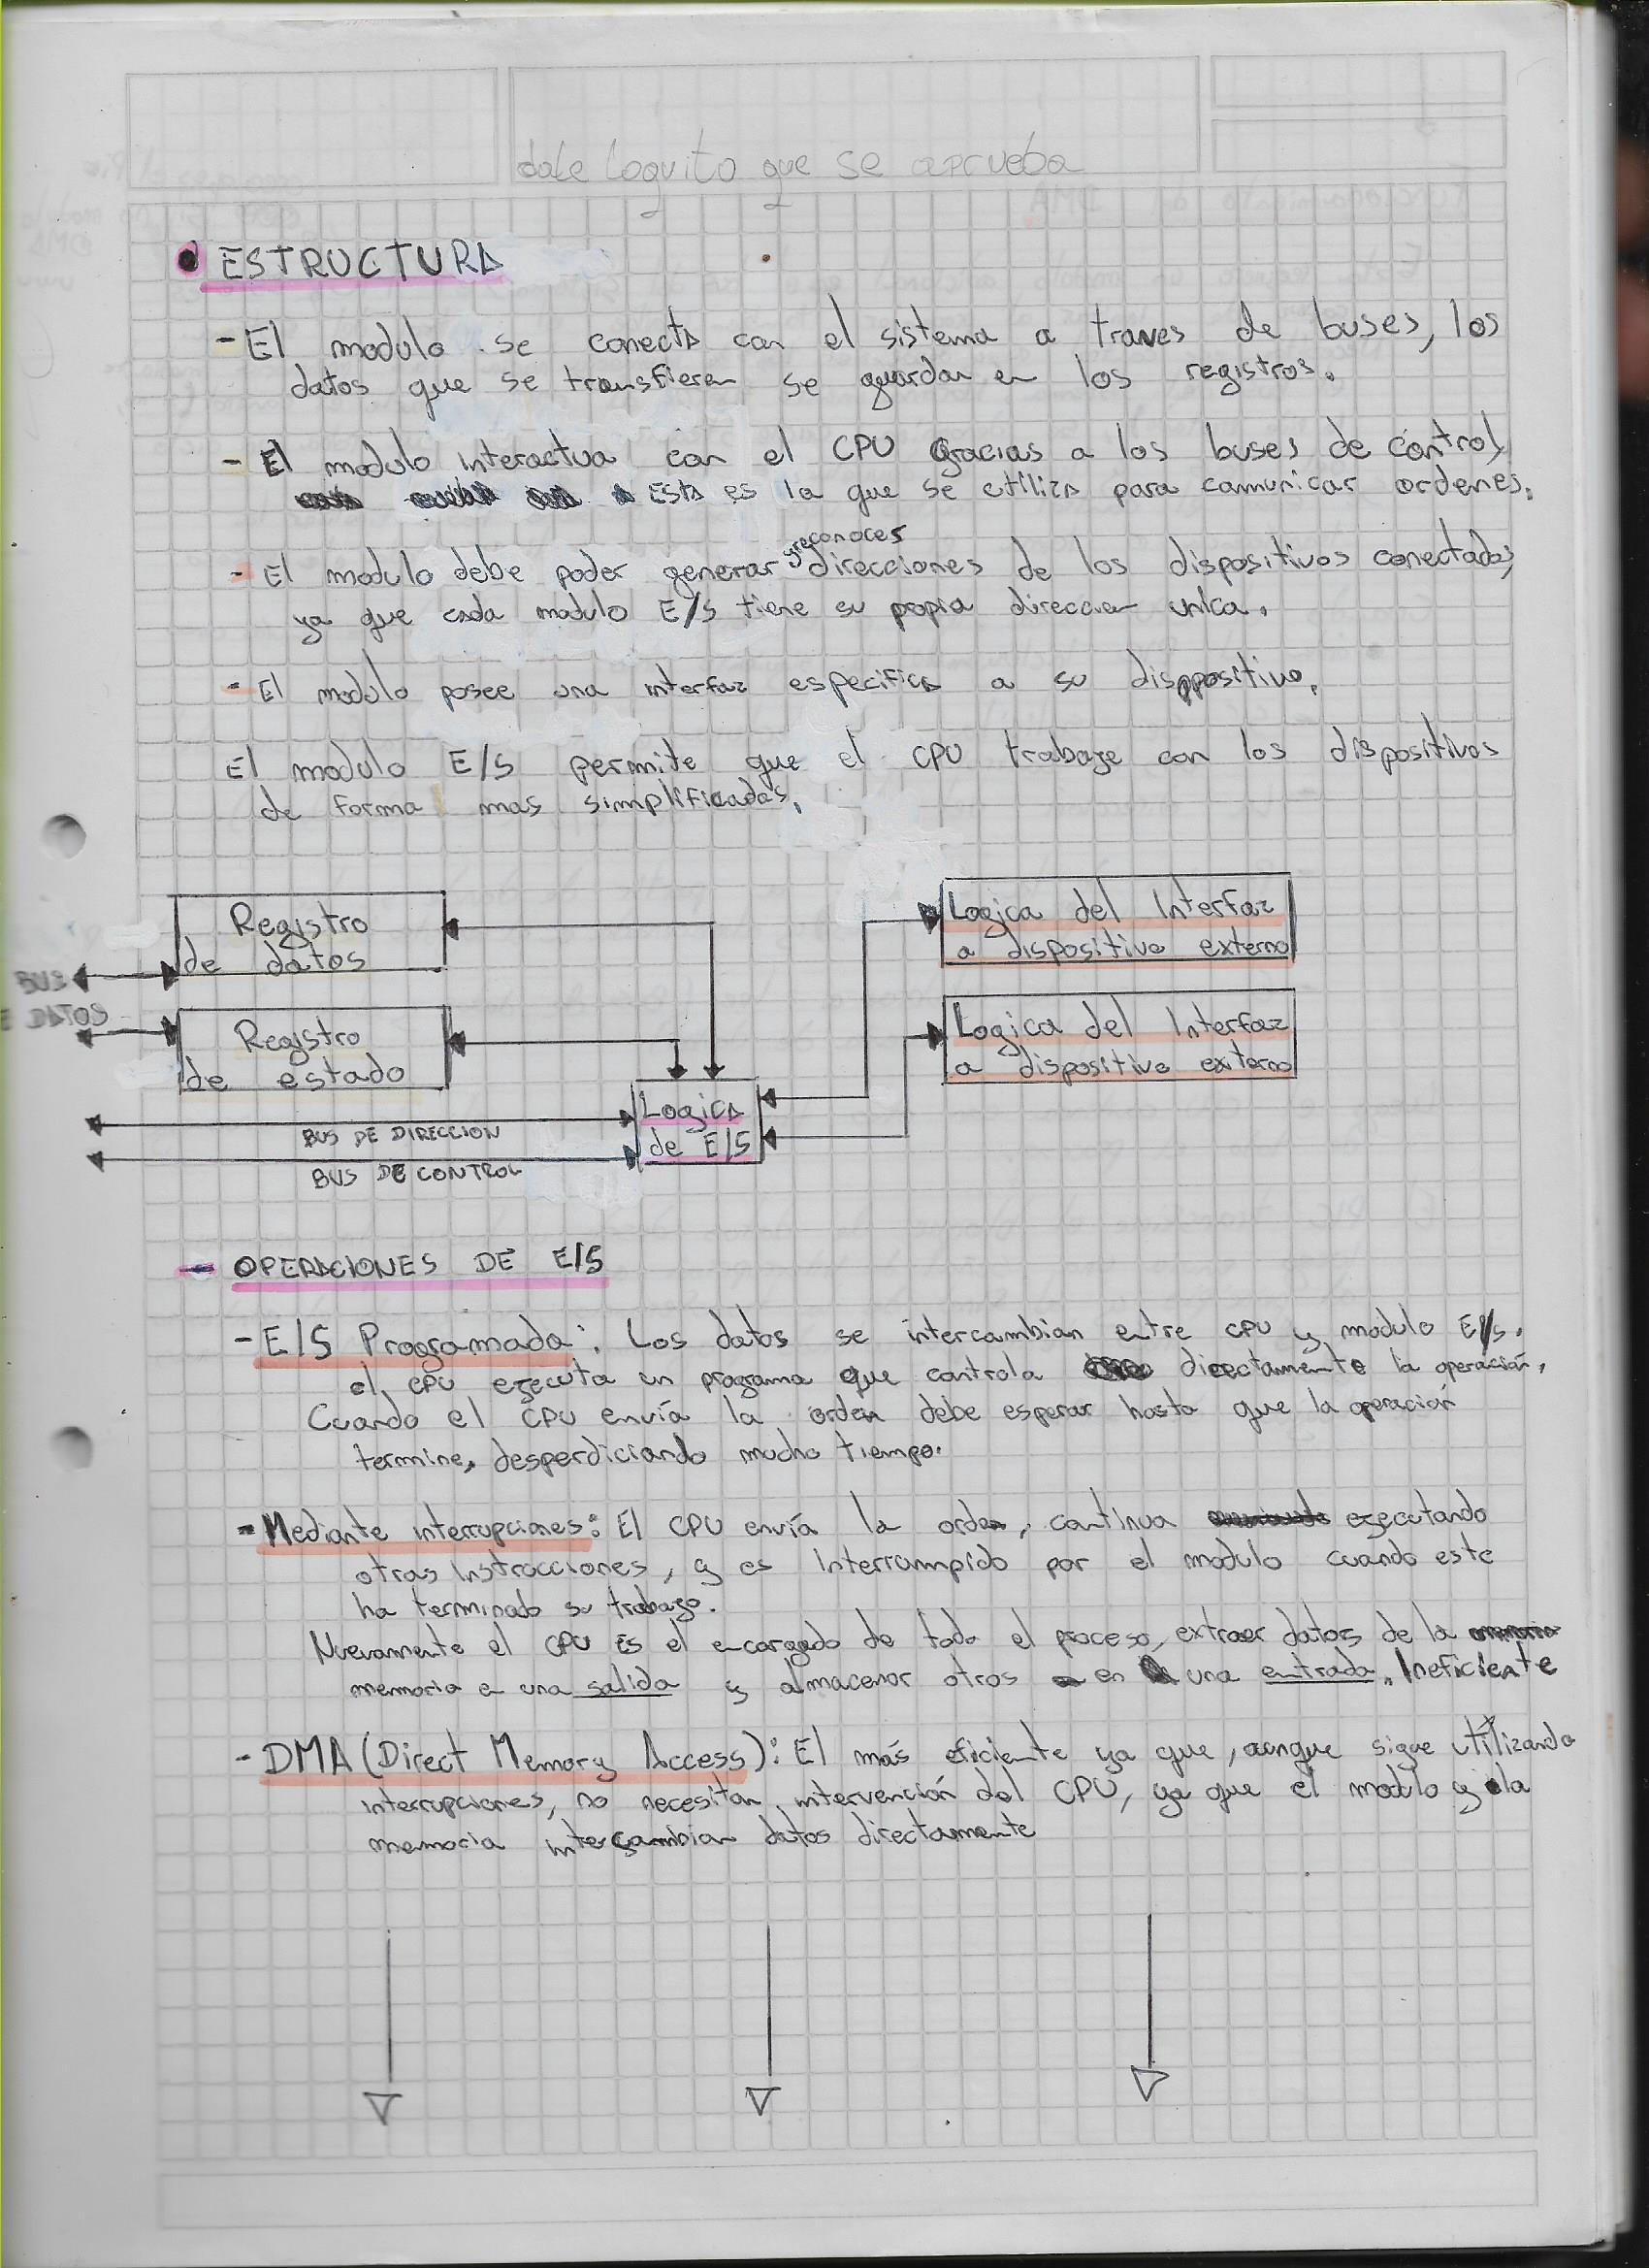 dale loquito que se aprueba
ESTRUCTURA
- El modulo se conecta con el sistema a traves de buses, los
datos que se transfieren se guardan en los registros.
- El modulo interactua con el CPU gracias a los buses de control,
Esta es la que se utiliza para comunicar ordenes.
y reconoces
- El modulo debe poder generar direcciones de los dispositivos conectados,
ya que cada modulo E/S tiene su propia direccion unica.
- El modulo posee una interfaz especifica a su disppositivo.
El modulo E/S permite que el CPU trabaje con los dispositivos
de forma mas simplificadas.
Registro
de datos
Logica del Interfaz
a dispositivo externo
BUS
E DATOS
Registro
de estado
Logica del Interfaz
a dispositivo externo
Logica
de E/S
BUS DE DIRECCION
BUS DE CONTROL
- OPERACIONES DE E/S
- E/S Programada: Los datos se intercambian entre CPU y modulo E/S.
el CPU ejecuta un programa que controla directamente la operación.
Cuando el CPU envía la orden debe esperar hasta que la operación
termine, desperdiciando mucho tiempo.
- Mediante interrupciones: El CPU envía la orden, continua ejecutando
otras instrucciones, y es interrumpido por el modulo cuando este
ha terminado su trabajo.
Nuevamente el CPU es el encargado de todo el proceso, extraer datos de la
memoria en una salida y almacenar otros en una entrada. Ineficiente
- DMA (Direct Memory Access): El más eficiente ya que, aunque sigue utilizando
interrupciones, no necesitan intervención del CPU, ya que el modulo y la
memoria intercambian datos directamente